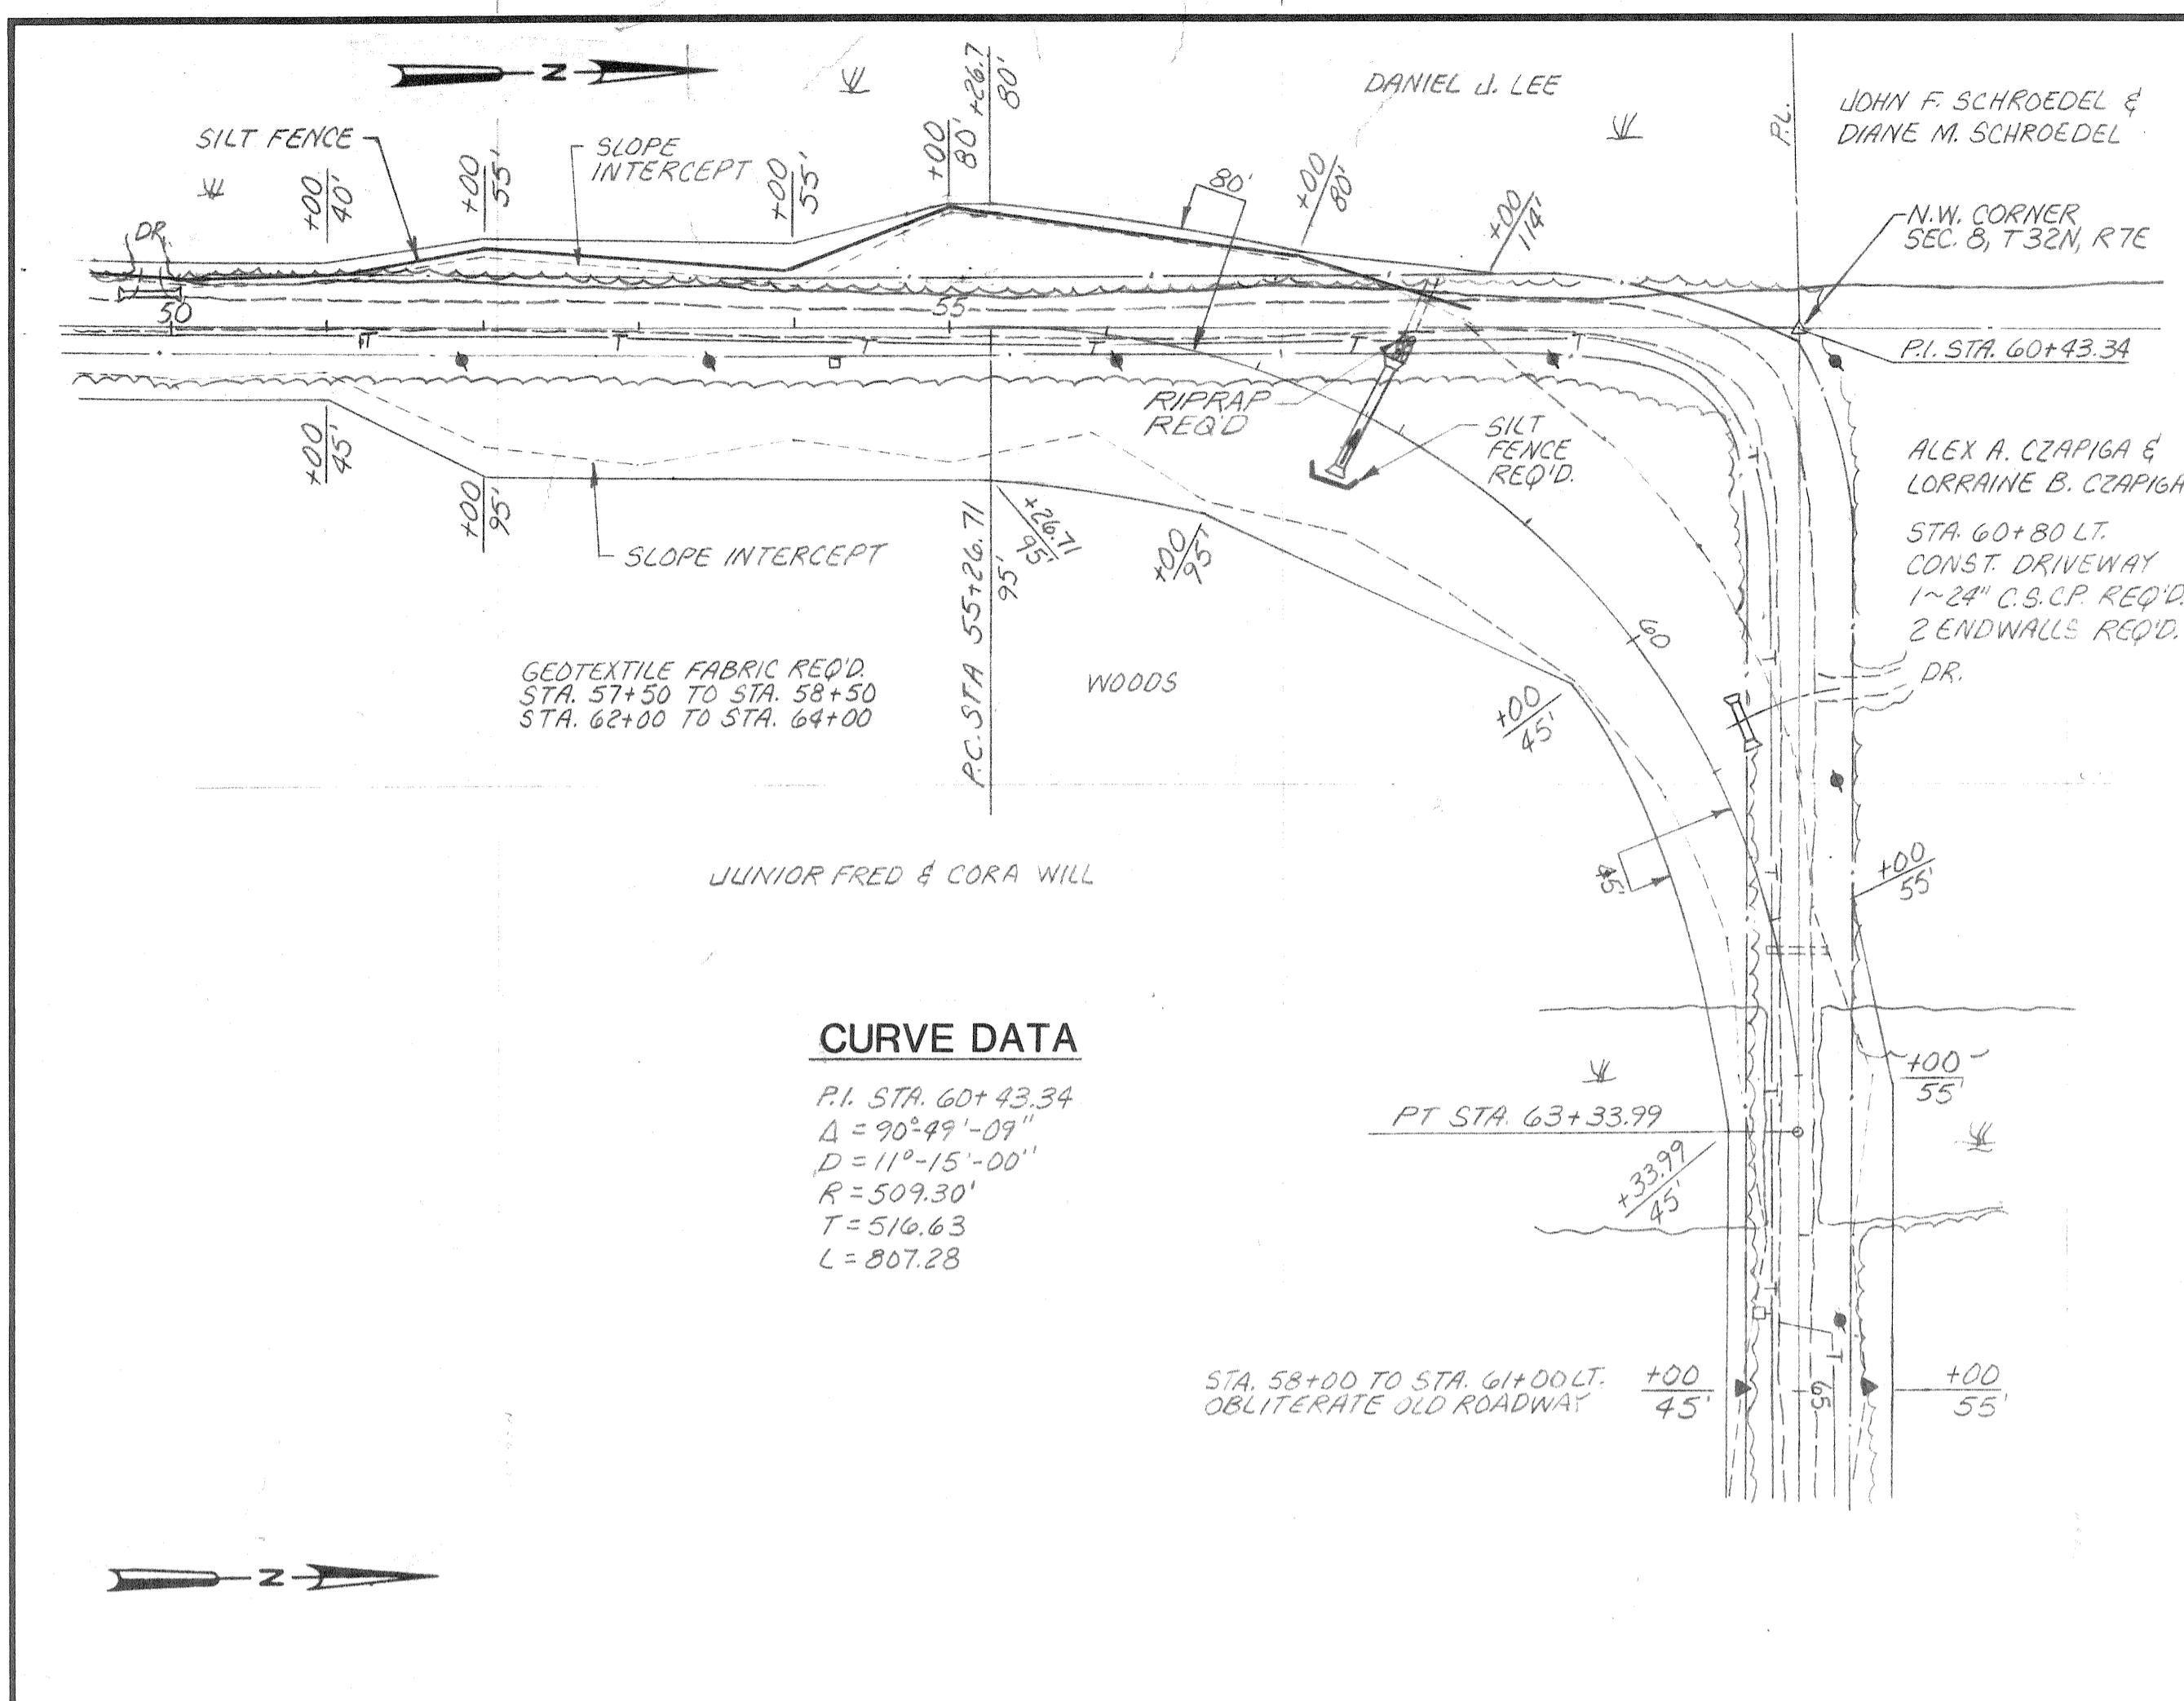 N
DANIEL J. LEE
JOHN F. SCHROEDEL &
DIANE M. SCHROEDEL
P.L.
SILT FENCE
SLOPE
INTERCEPT
+00
40'
+00
55'
+00
55'
+00
80'
+26.7
80'
80'
+00
80'
+00
114'
N.W. CORNER
SEC. 8, T32N, R7E
DR.
50
55
P.I. STA. 60+43.34
T
T
T
T
T
T
RIPRAP
REQ'D
SILT
FENCE
REQ'D.
+00
45'
+00
95'
SLOPE INTERCEPT
P.C. STA 55+26.71
95'
+26.71
95'
+00
95'
ALEX A. CZAPIGA &
LORRAINE B. CZAPIGA
STA. 60+80 LT.
CONST. DRIVEWAY
1~24" C.S.C.P. REQ'D.
2 ENDWALLS REQ'D.
DR.
60
T
T
GEOTEXTILE FABRIC REQ'D.
STA. 57+50 TO STA. 58+50
STA. 62+00 TO STA. 64+00
WOODS
+00
45'
JUNIOR FRED & CORA WILL
45'
T
+00
55'
CURVE DATA
P.I. STA. 60+43.34
Δ = 90°-49'-09"
D = 11°-15'-00"
R = 509.30'
T = 516.63
L = 807.28
+00
55'
T
PT STA. 63+33.99
+33.99
45'
T
T
STA. 58+00 TO STA. 61+00 LT.
OBLITERATE OLD ROADWAY
+00
45'
65
+00
55'
N